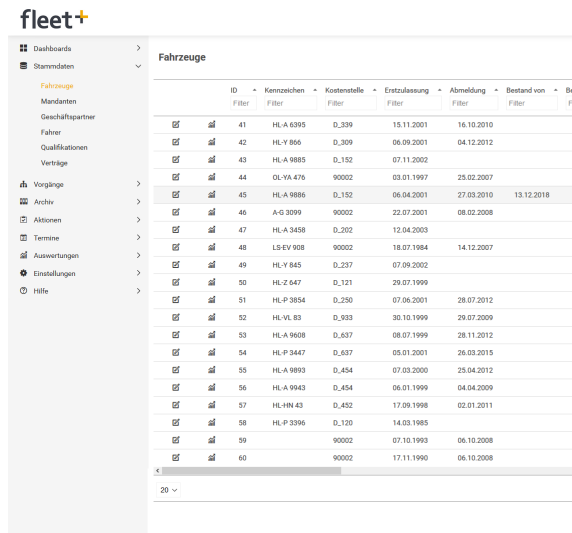 fleet+
Dashboards
Stammdaten
Fahrzeuge
Mandanten
Geschäftspartner
Fahrer
Qualifikationen
Verträge
Vorgänge
Archiv
Aktionen
Termine
Auswertungen
Einstellungen
Hilfe
Fahrzeuge
ID Kennzeichen Kostenstelle Erstzulassung Abmeldung Bestand von Be
Filter Filter Filter Filter Filter Filter Filter
41 HL-A 6395 D_339 15.11.2001 16.10.2010
42 HL-Y 866 D_309 06.09.2001 04.12.2012
43 HL-A 9885 D_152 07.11.2002
44 OL-YA 476 90002 03.01.1997 25.02.2007
45 HL-A 9886 D_152 06.04.2001 27.03.2010 13.12.2018
46 A-G 3099 90002 22.07.2001 08.02.2008
47 HL-A 3458 D_202 12.04.2003
48 LS-EV 908 90002 18.07.1984 14.12.2007
49 HL-Y 845 D_237 07.09.2002
50 HL-Z 647 D_121 29.07.1999
51 HL-P 3854 D_250 07.06.2001 28.07.2012
52 HL-VL 83 D_933 30.10.1999 29.07.2009
53 HL-A 9608 D_637 08.07.1999 28.11.2012
54 HL-P 3447 D_637 05.01.2001 26.03.2015
55 HL-A 9893 D_454 07.03.2000 25.04.2012
56 HL-A 9943 D_454 06.01.1999 04.04.2009
57 HL-HN 43 D_452 17.09.1998 02.01.2011
58 HL-P 3396 D_120 14.03.1985
59 90002 07.10.1993 06.10.2008
60 90002 17.11.1990 06.10.2008
20